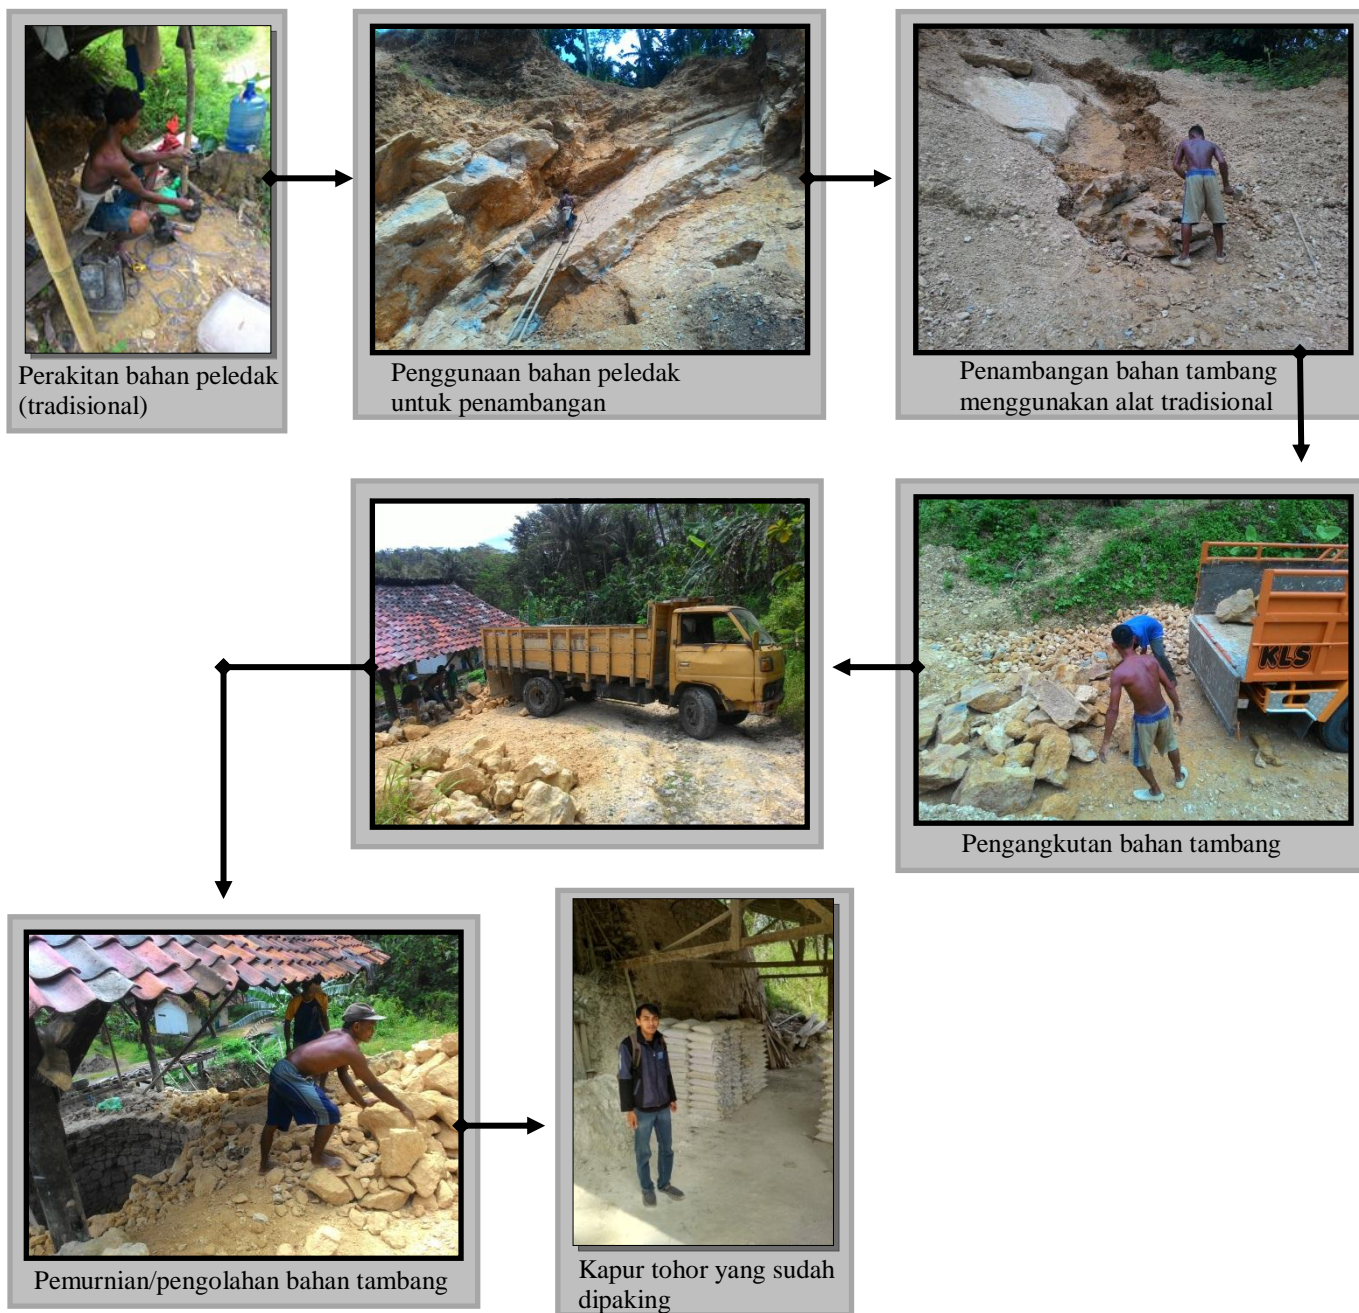 Perakitan bahan peledak
(tradisional)
Penggunaan bahan peledak
untuk penambangan
Penambangan bahan tambang
menggunakan alat tradisional
KLS
Pengangkutan bahan tambang
Pemurnian/pengolahan bahan tambang
Kapur tohor yang sudah
dipaking